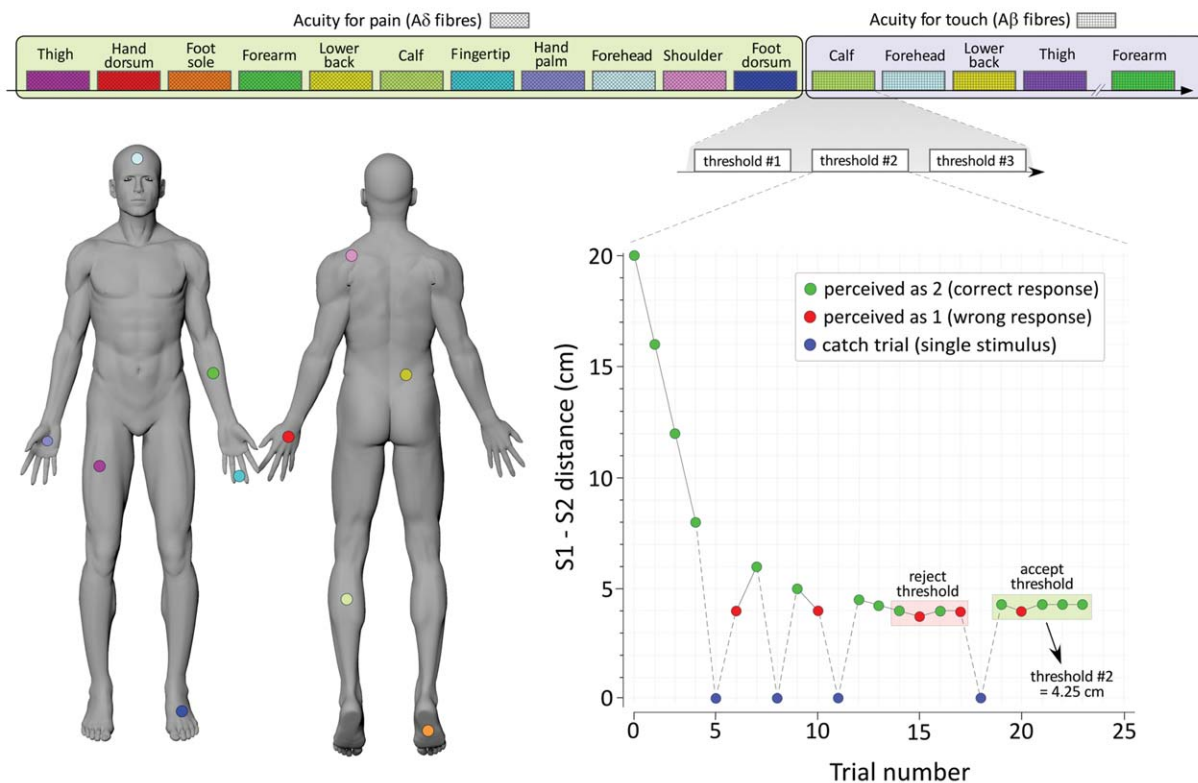 Acuity for pain (Aδ fibres)
Acuity for touch (Aβ fibres)
Thigh
Hand
dorsum
Foot
sole
Forearm
Lower
back
Calf
Fingertip
Hand
palm
Forehead
Shoulder
Foot
dorsum
Calf
Forehead
Lower
back
Thigh
Forearm
threshold #1
threshold #2
threshold #3
perceived as 2 (correct response)
perceived as 1 (wrong response)
catch trial (single stimulus)
S1 - S2 distance (cm)
20
15
10
5
0
reject
threshold
accept
threshold
threshold #2
= 4.25 cm
0
5
10
15
20
25
Trial number